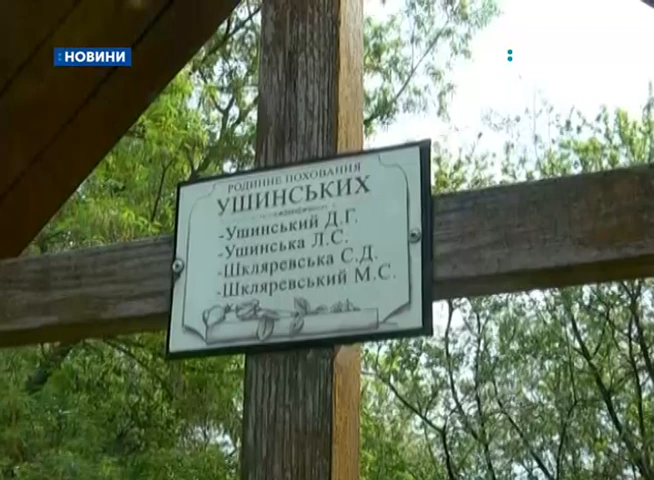 НОВИНИ
РОДИННЕ ПОХОВАННЯ
УШИНСЬКИХ
-Ушинський Д.Г.
-Ушинська Л.С.
-Шкляревська С.Д.
-Шкляревський М.С.